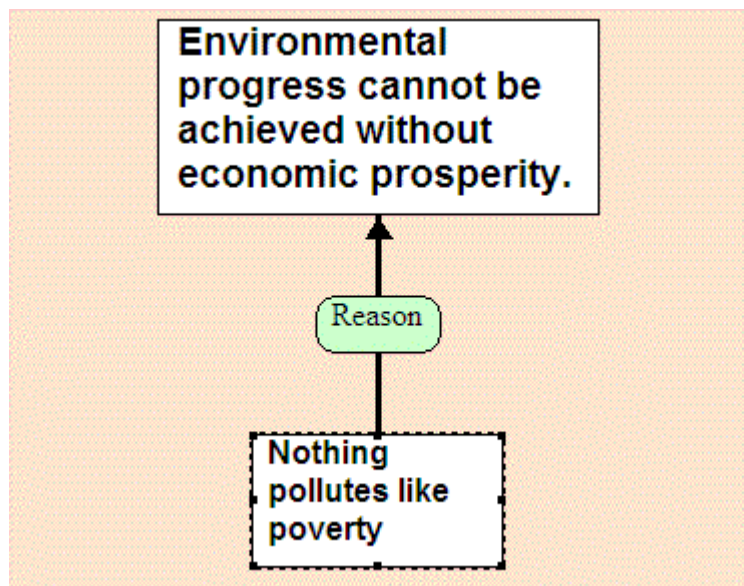 Environmental
progress cannot be
achieved without
economic prosperity.
Reason
Nothing
pollutes like
poverty